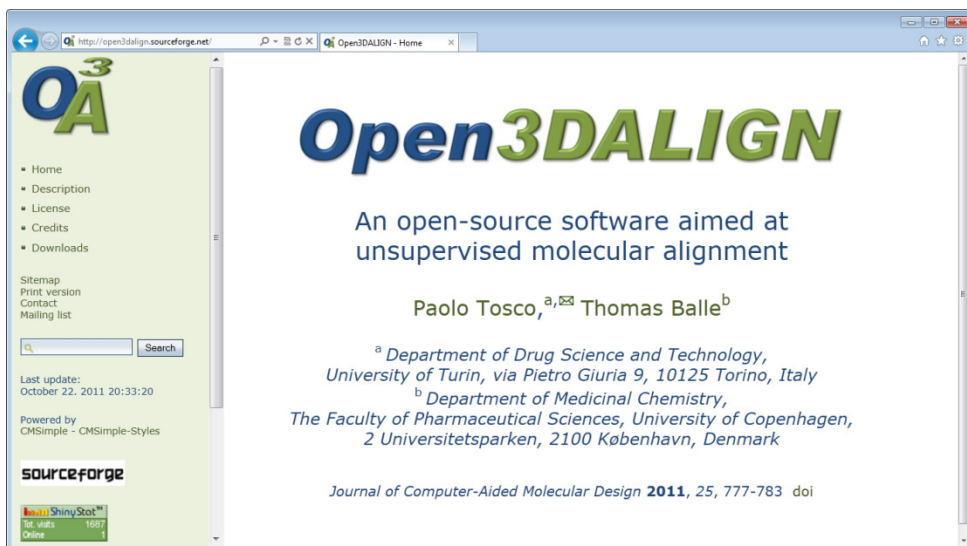 http://open3dalign.sourceforge.net/
Open3DALIGN - Home
OA3
Home
Description
License
Credits
Downloads
Sitemap
Print version
Contact
Mailing list
Search
Last update:
October 22. 2011 20:33:20
Powered by
CMSimple - CMSimple-Styles
sourceforge
ShinyStat™
Tot. visits 1687
Online 1
Open3DALIGN
An open-source software aimed at
unsupervised molecular alignment
Paolo Tosco,a,✉ Thomas Balleb
a Department of Drug Science and Technology,
University of Turin, via Pietro Giuria 9, 10125 Torino, Italy
b Department of Medicinal Chemistry,
The Faculty of Pharmaceutical Sciences, University of Copenhagen,
2 Universitetsparken, 2100 København, Denmark
Journal of Computer-Aided Molecular Design 2011, 25, 777-783 doi